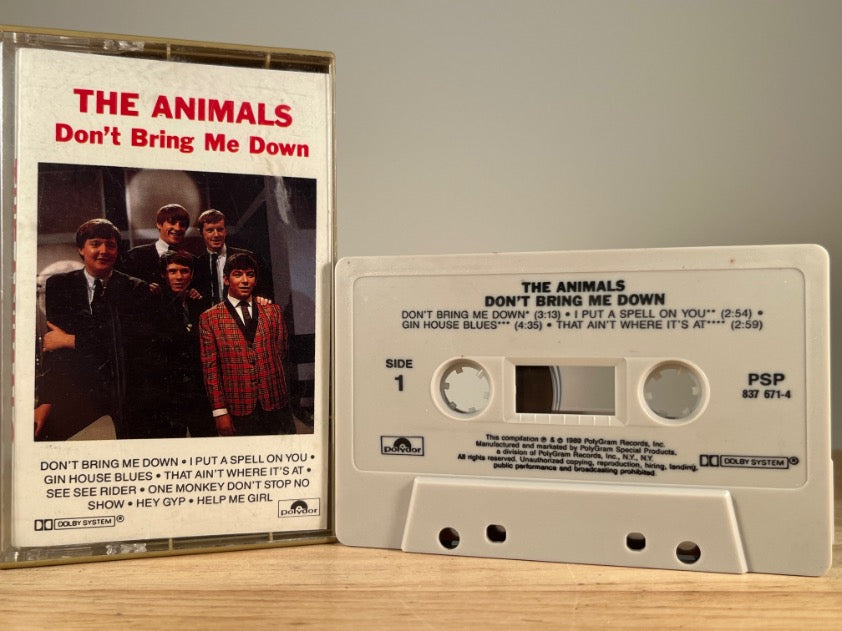 THE ANIMALS
Don't Bring Me Down
DON'T BRING ME DOWN • I PUT A SPELL ON YOU •
GIN HOUSE BLUES • THAT AIN'T WHERE IT'S AT •
SEE SEE RIDER • ONE MONKEY DON'T STOP NO
SHOW • HEY GYP • HELP ME GIRL
DOLBY SYSTEM®
polydor
THE ANIMALS
DON'T BRING ME DOWN
DON'T BRING ME DOWN* (3:13) • I PUT A SPELL ON YOU** (2:54) •
GIN HOUSE BLUES*** (4:35) • THAT AIN'T WHERE IT'S AT**** (2:59)
SIDE
1
PSP
837 671-4
polydor
This compilation ℗ & © 1989 PolyGram Records, Inc.
Manufactured and marketed by PolyGram Special Products,
a division of PolyGram Records, Inc., N.Y., N.Y.
All rights reserved. Unauthorized copying, reproduction, hiring, lending,
public performance and broadcasting prohibited.
DOLBY SYSTEM®